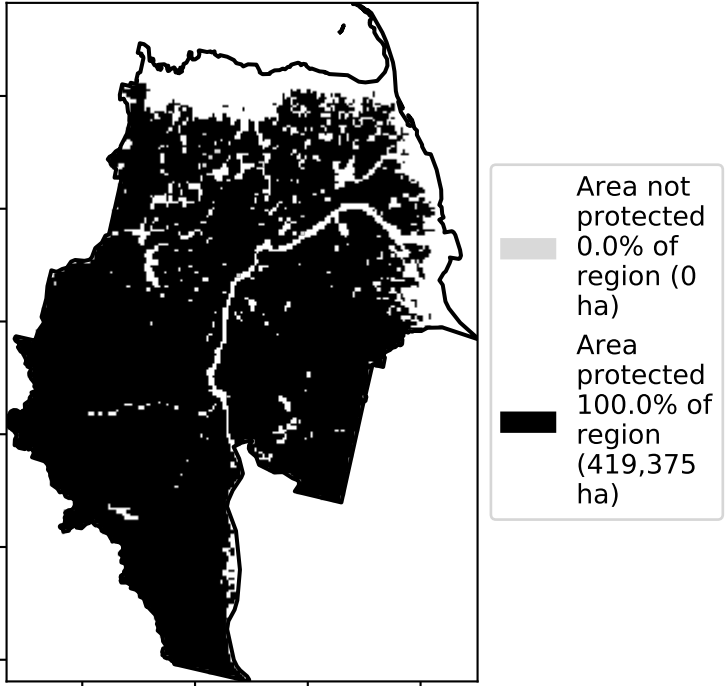 Area not
protected
0.0% of
region (0
ha)
Area
protected
100.0% of
region
(419,375
ha)